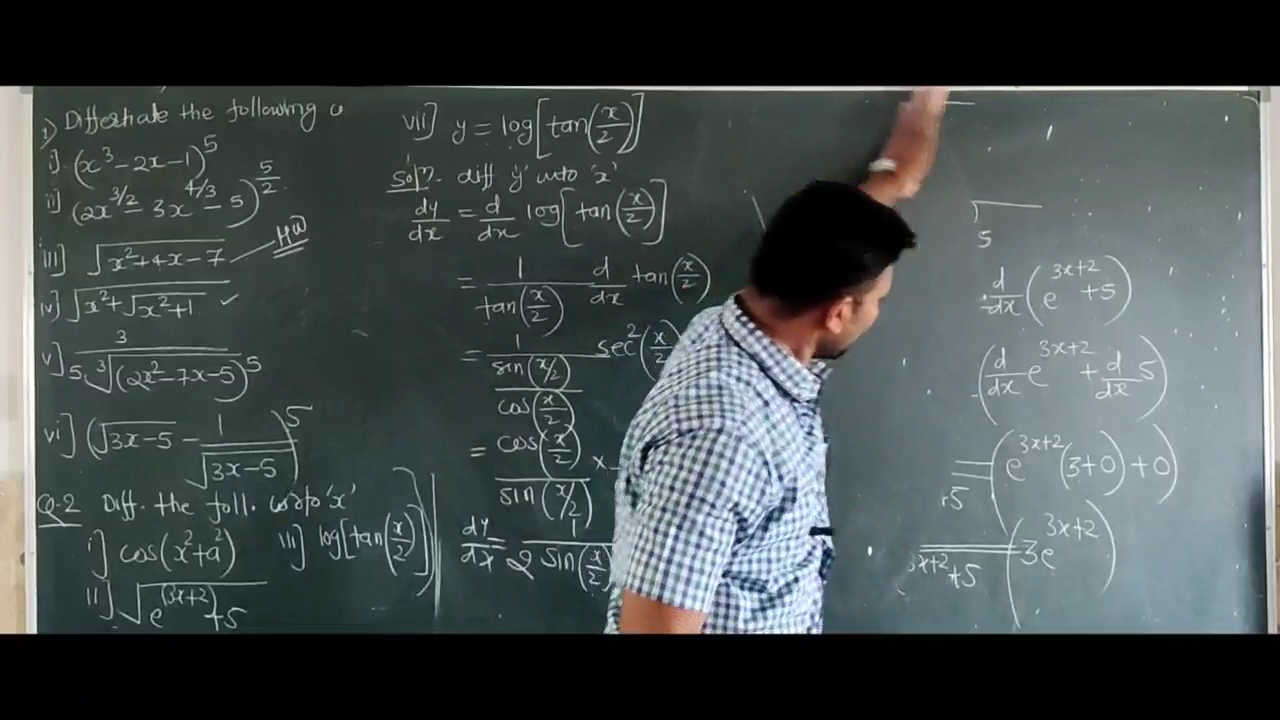 1) Differtiate the following
i). (x³-2x-1)⁵
ii] (2x^{3/2} - 3x^{4/3} - 5)^{5/2}
iii] √(x²+4x-7) HW
iv] √(x²+√(x²+1)) ✓
v] 3/(5 ∛((2x²-7x-5)⁵))
vi] (√(3x-5) - 1/√(3x-5))⁵
Q-2 Diff. the foll. w.r.to 'x'
i] cos(x²+a²) iii] log[tan(x/2)]
ii] √(e^{(3x+2)}+5)
vii] y = log[tan(x/2)]
Solⁿ. diff 'y' w.r.to 'x'
dy/dx = d/dx log[tan(x/2)]
= 1/tan(x/2) d/dx tan(x/2)
= 1/(sin(x/2)/cos(x/2)) sec²(x/2
= cos(x/2)/sin(x/2) ×
dy/dx = 1/(2 sin(x/2)
5
d/dx (e^{3x+2}+5)
(d/dx e^{3x+2} + d/dx 5)
+5 (e^{3x+2}(3+0)+0)
3x+2+5 (3e^{3x+2})